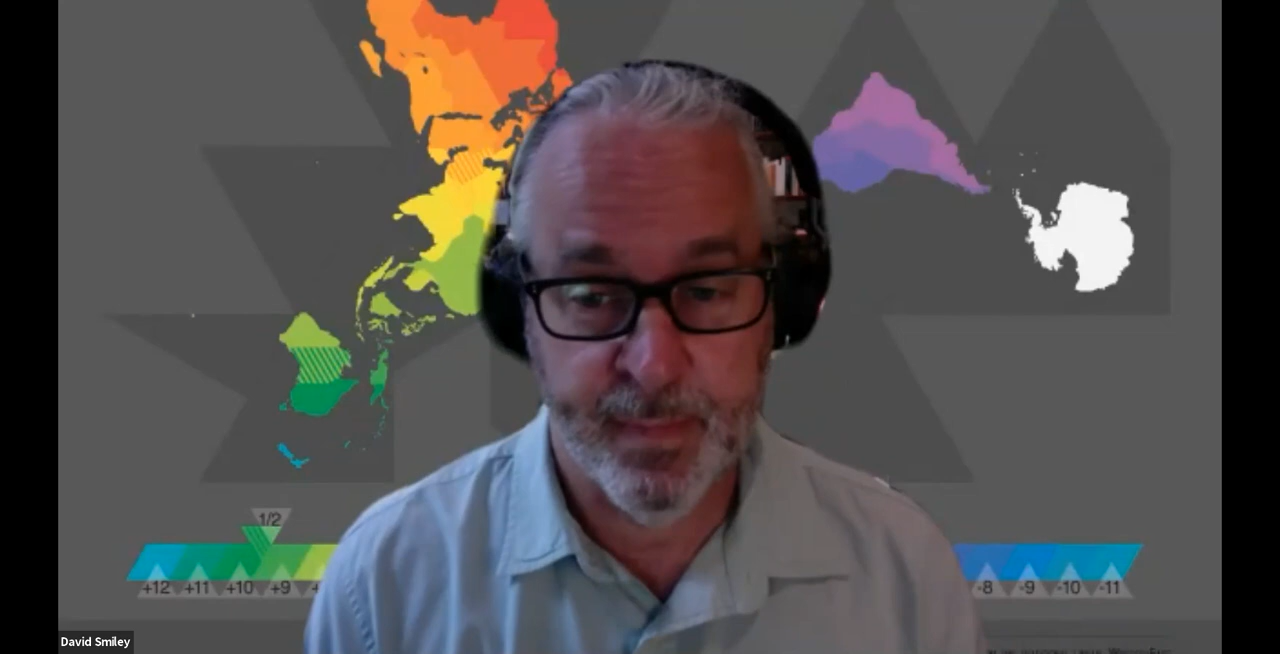 1/2
+12 +11 +10 +9 +
-8 -9 -10 -11
David Smiley